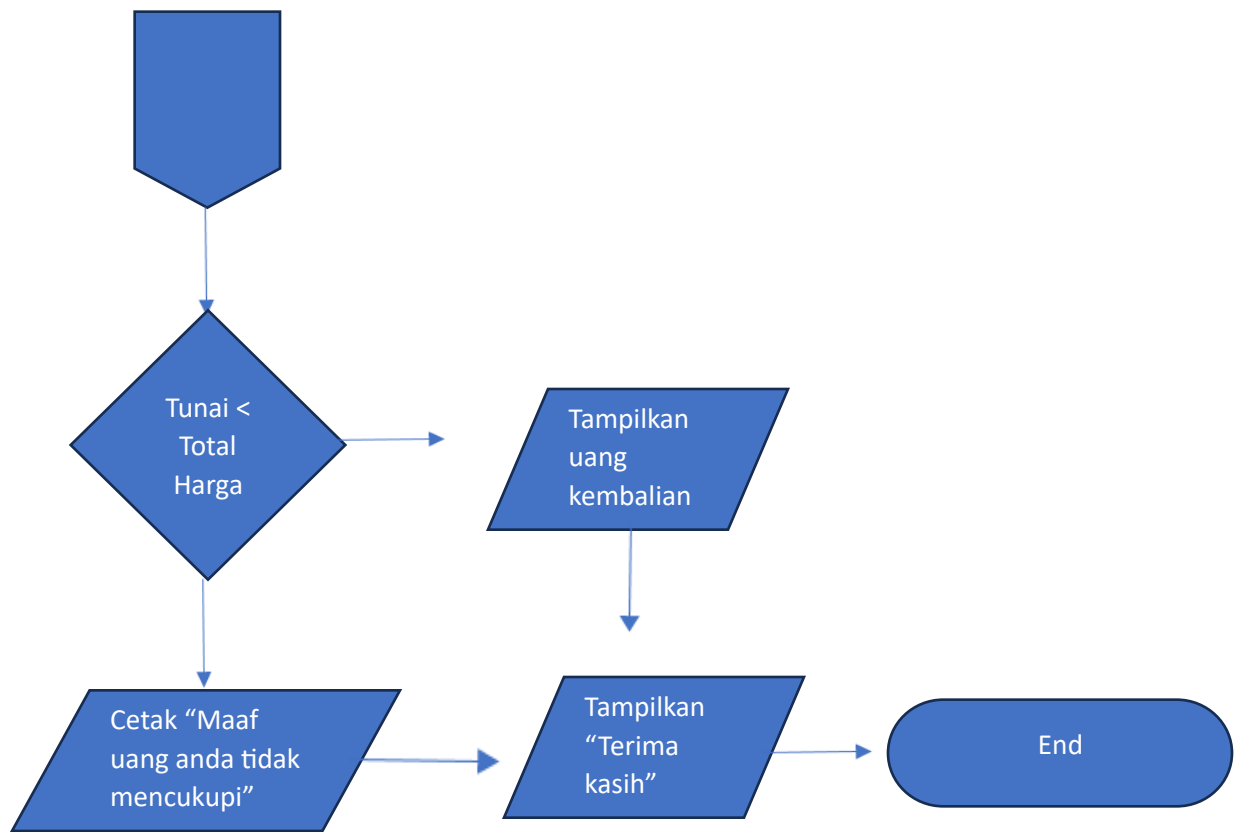 Tunai <
Total
Harga
Tampilkan
uang
kembalian
Cetak “Maaf
uang anda tidak
mencukupi”
Tampilkan
“Terima
kasih”
End